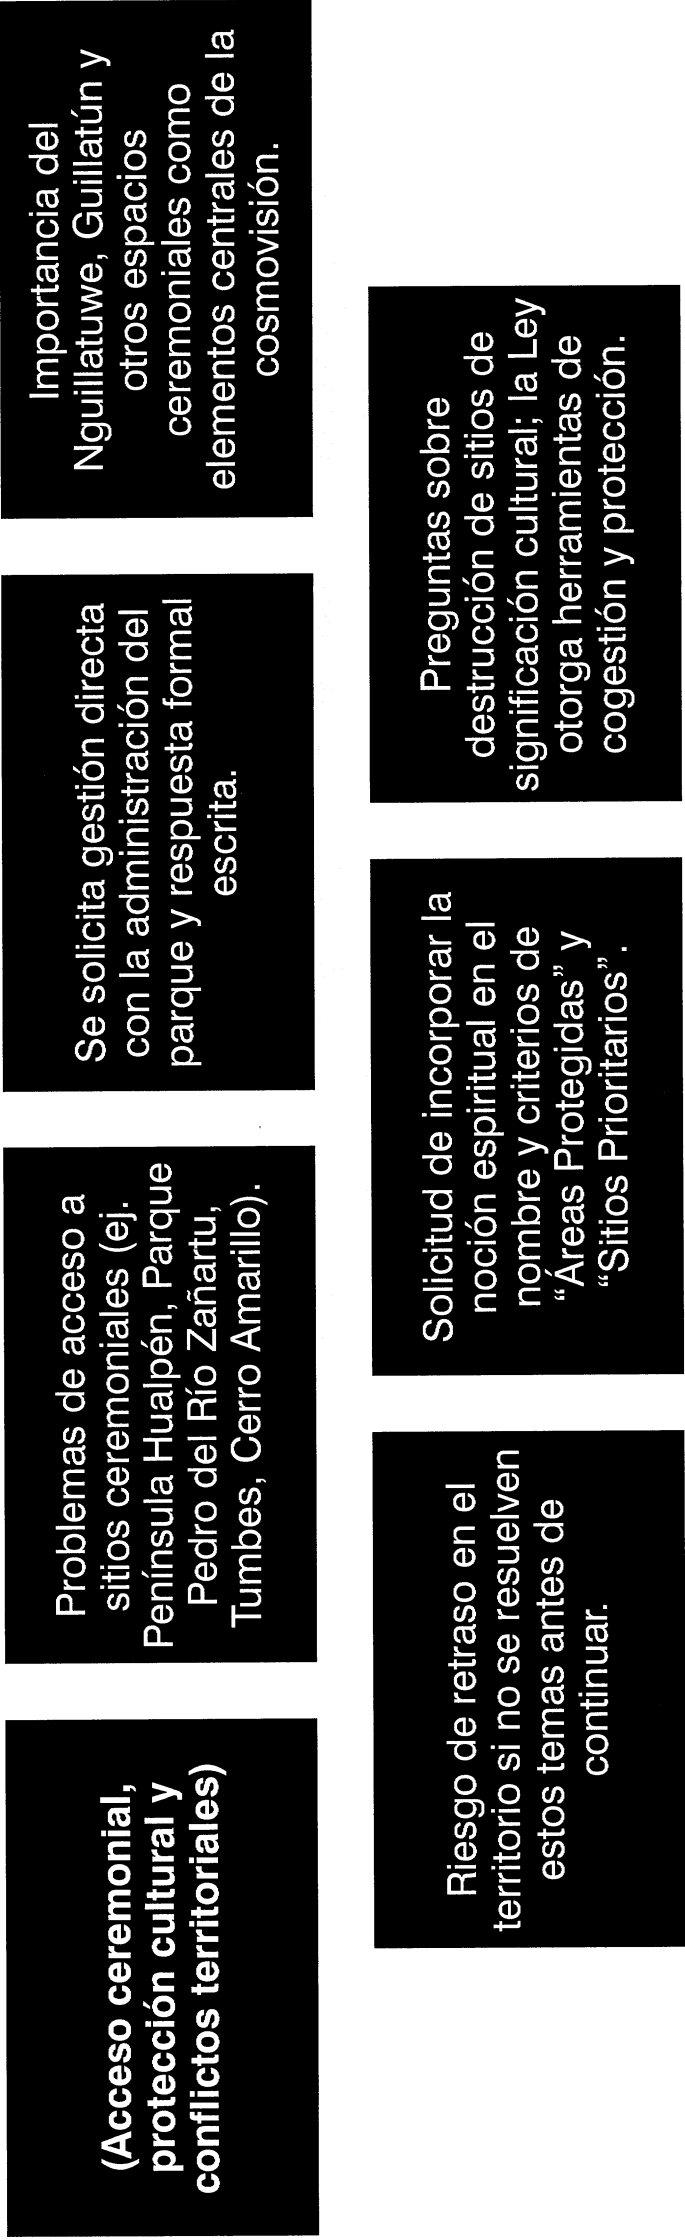 (Acceso ceremonial,
protección cultural y
conflictos territoriales)
Problemas de acceso a
sitios ceremoniales (ej.
Península Hualpén, Parque
Pedro del Río Zañartu,
Tumbes, Cerro Amarillo).
Se solicita gestión directa
con la administración del
parque y respuesta formal
escrita.
Importancia del
Nguillatuwe, Guillatún y
otros espacios
ceremoniales como
elementos centrales de la
cosmovisión.
Riesgo de retraso en el
territorio si no se resuelven
estos temas antes de
continuar.
Solicitud de incorporar la
noción espiritual en el
nombre y criterios de
“Áreas Protegidas” y
“Sitios Prioritarios”.
Preguntas sobre
destrucción de sitios de
significación cultural; la Ley
otorga herramientas de
cogestión y protección.